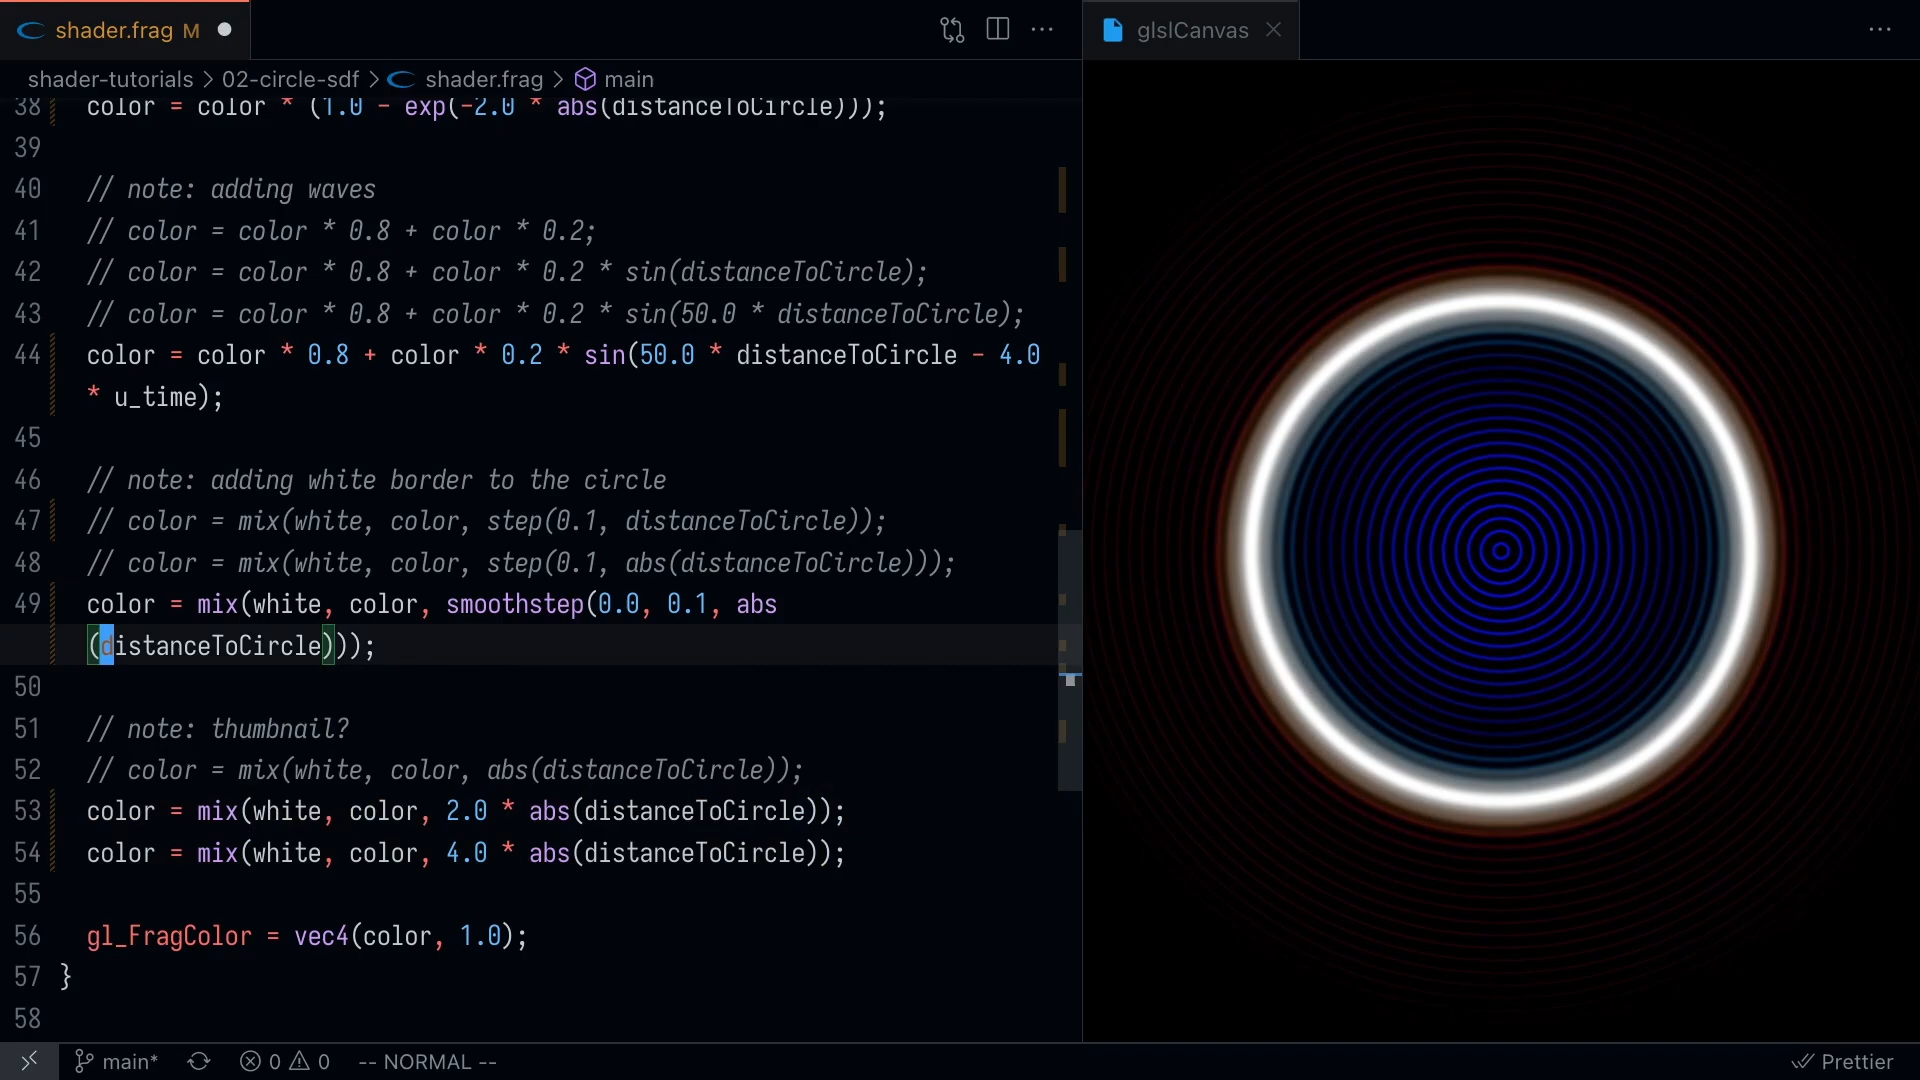 shader.frag M
glslCanvas
shader-tutorials > 02-circle-sdf > shader.frag > main
38 color = color * (1.0 - exp(-2.0 * abs(distanceToCircle)));
39
40 // note: adding waves
41 // color = color * 0.8 + color * 0.2;
42 // color = color * 0.8 + color * 0.2 * sin(distanceToCircle);
43 // color = color * 0.8 + color * 0.2 * sin(50.0 * distanceToCircle);
44 color = color * 0.8 + color * 0.2 * sin(50.0 * distanceToCircle - 4.0
* u_time);
45
46 // note: adding white border to the circle
47 // color = mix(white, color, step(0.1, distanceToCircle));
48 // color = mix(white, color, step(0.1, abs(distanceToCircle)));
49 color = mix(white, color, smoothstep(0.0, 0.1, abs
(distanceToCircle)));
50
51 // note: thumbnail?
52 // color = mix(white, color, abs(distanceToCircle));
53 color = mix(white, color, 2.0 * abs(distanceToCircle));
54 color = mix(white, color, 4.0 * abs(distanceToCircle));
55
56 gl_FragColor = vec4(color, 1.0);
57 }
58
main* 0 0 -- NORMAL -- Prettier